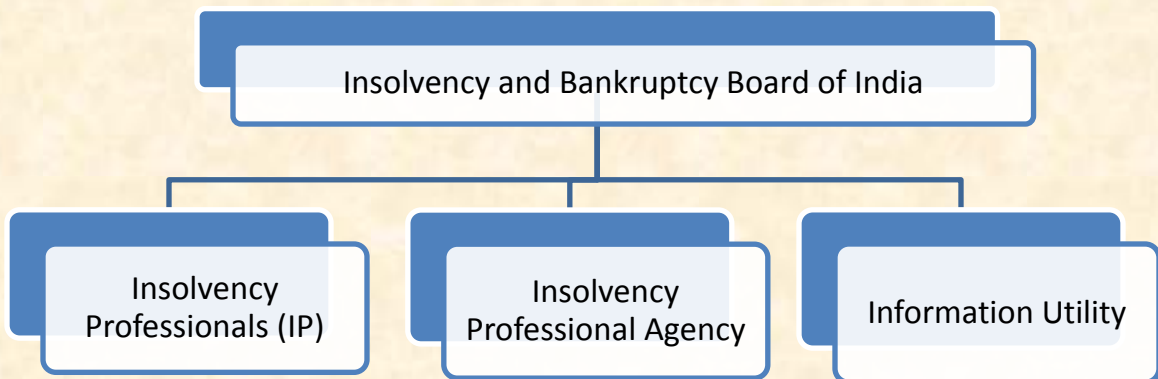 Insolvency and Bankruptcy Board of India
Insolvency
Professionals (IP)
Insolvency
Professional Agency
Information Utility